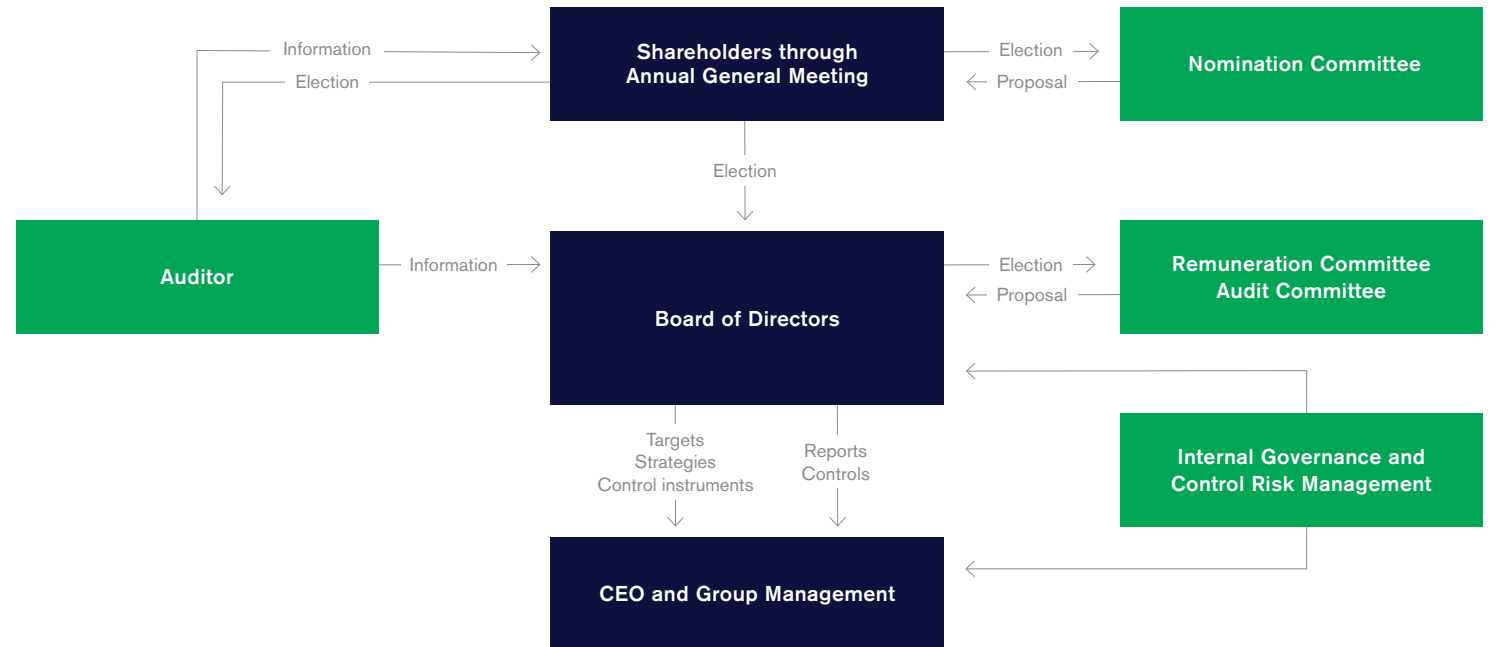 Information
Election
Shareholders through
Annual General Meeting
Election
Proposal
Nomination Committee
Election
Auditor
Information
Board of Directors
Election
Proposal
Remuneration Committee
Audit Committee
Targets
Strategies
Control instruments
Reports
Controls
Internal Governance and
Control Risk Management
CEO and Group Management